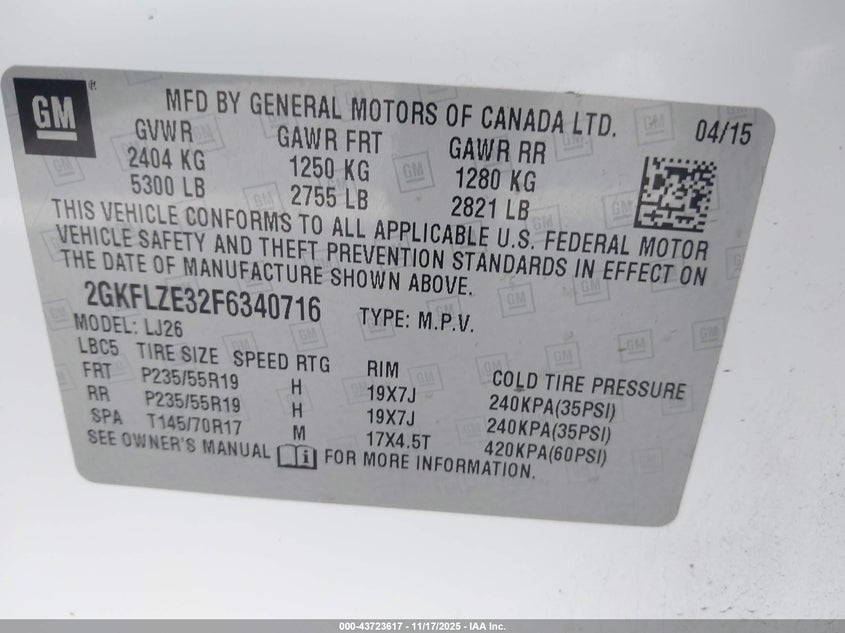 GM
MFD BY GENERAL MOTORS OF CANADA LTD. 04/15
GVWR GAWR FRT GAWR RR
2404 KG 1250 KG 1280 KG
5300 LB 2755 LB 2821 LB
THIS VEHICLE CONFORMS TO ALL APPLICABLE U.S. FEDERAL MOTOR
VEHICLE SAFETY AND THEFT PREVENTION STANDARDS IN EFFECT ON
THE DATE OF MANUFACTURE SHOWN ABOVE.
2GKFLZE32F6340716 TYPE: M.P.V.
MODEL: LJ26
LBC5 TIRE SIZE SPEED RTG RIM COLD TIRE PRESSURE
FRT P235/55R19 H 19X7J 240KPA(35PSI)
RR P235/55R19 H 19X7J 240KPA(35PSI)
SPA T145/70R17 M 17X4.5T 420KPA(60PSI)
SEE OWNER'S MANUAL FOR MORE INFORMATION.
000-43723617 - 11/17/2025 - IAA Inc.